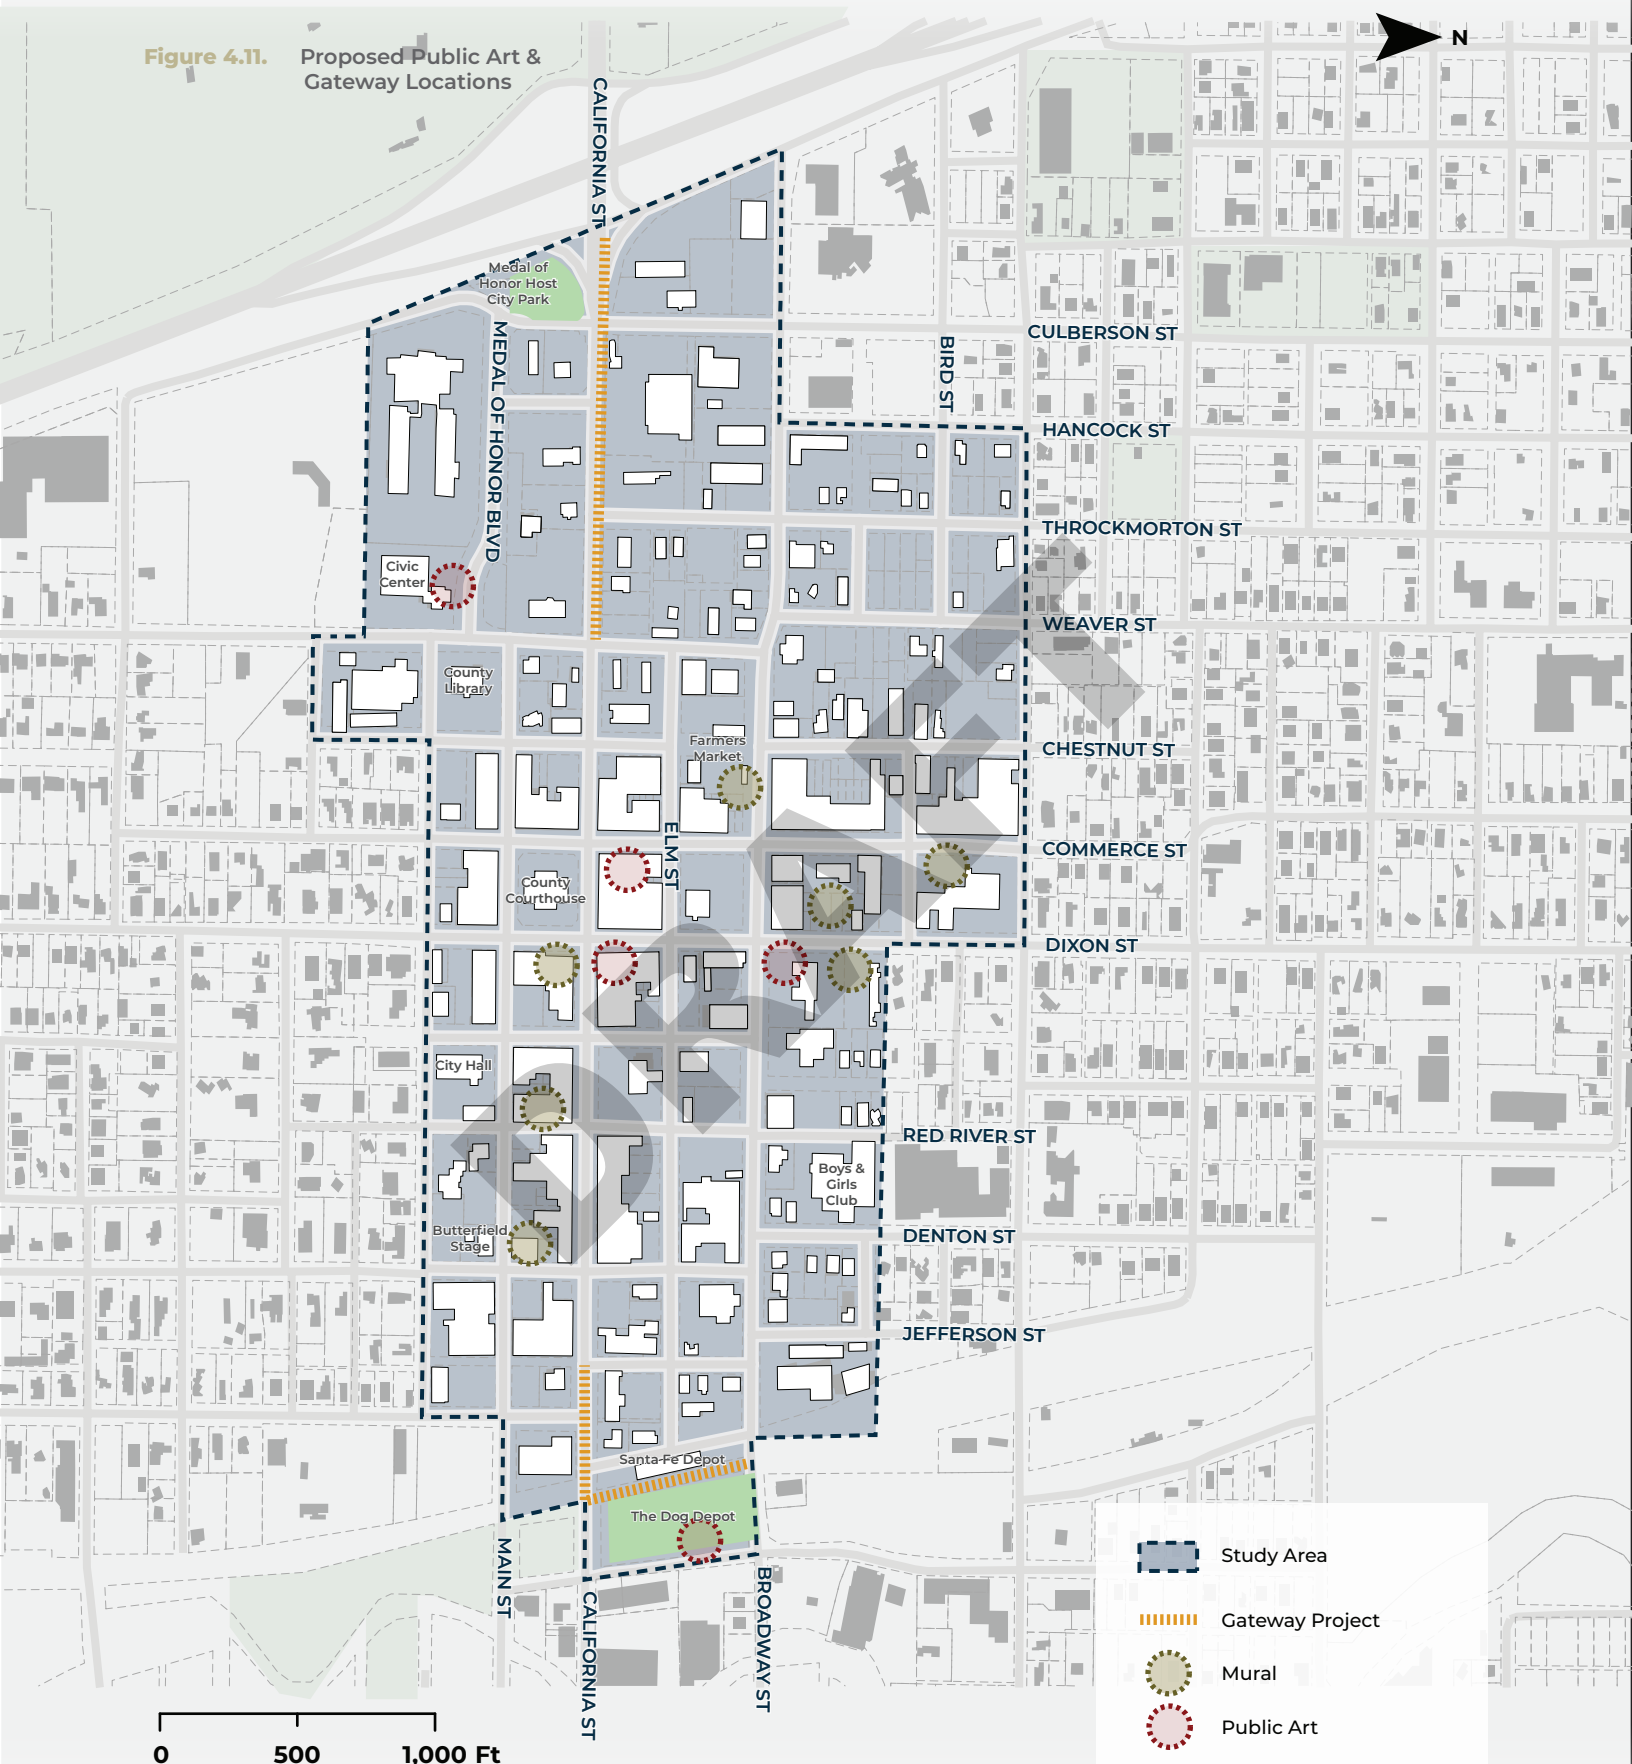 Figure 4.11. Proposed Public Art &
Gateway Locations
N
CALIFORNIA ST
Medal of
Honor Host
City Park
MEDAL OF HONOR BLVD
CULBERSON ST
BIRD ST
HANCOCK ST
THROCKMORTON ST
Civic
Center
WEAVER ST
County
Library
Farmers
Market
CHESTNUT ST
ELM ST
COMMERCE ST
County
Courthouse
DIXON ST
City Hall
RED RIVER ST
Boys &
Girls
Club
Butterfield
Stage
DENTON ST
JEFFERSON ST
Santa Fe Depot
The Dog Depot
MAIN ST
CALIFORNIA ST
BROADWAY ST
DRAFT
Study Area
Gateway Project
Mural
Public Art
0 500 1,000 Ft